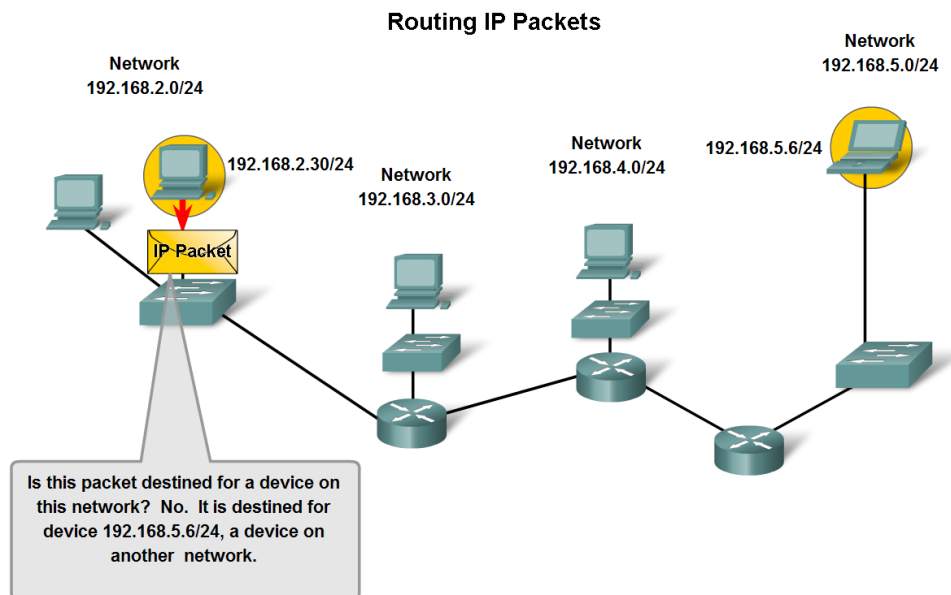 Routing IP Packets
Network
192.168.2.0/24
192.168.2.30/24
IP Packet
Network
192.168.3.0/24
Network
192.168.4.0/24
Network
192.168.5.0/24
192.168.5.6/24
Is this packet destined for a device on
this network? No. It is destined for
device 192.168.5.6/24, a device on
another network.